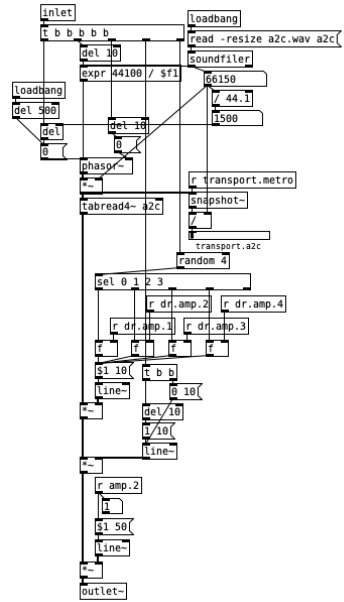 inlet
loadbang
t b b b b b
read -resize a2c.wav a2c
del 10
soundfiler
expr 44100 / $f1
66150
loadbang
/ 44.1
del 500
1500
del 10
del
0
0
phasor~
*~
r transport.metro
tabread4~ a2c
snapshot~
/
transport.a2c
random 4
sel 0 1 2 3
r dr.amp.2
r dr.amp.4
r dr.amp.1
r dr.amp.3
f
f
f
f
$1 10
t b b
line~
0 10
*~
del 10
1 10
line~
*~
r amp.2
1
$1 50
line~
*~
outlet~